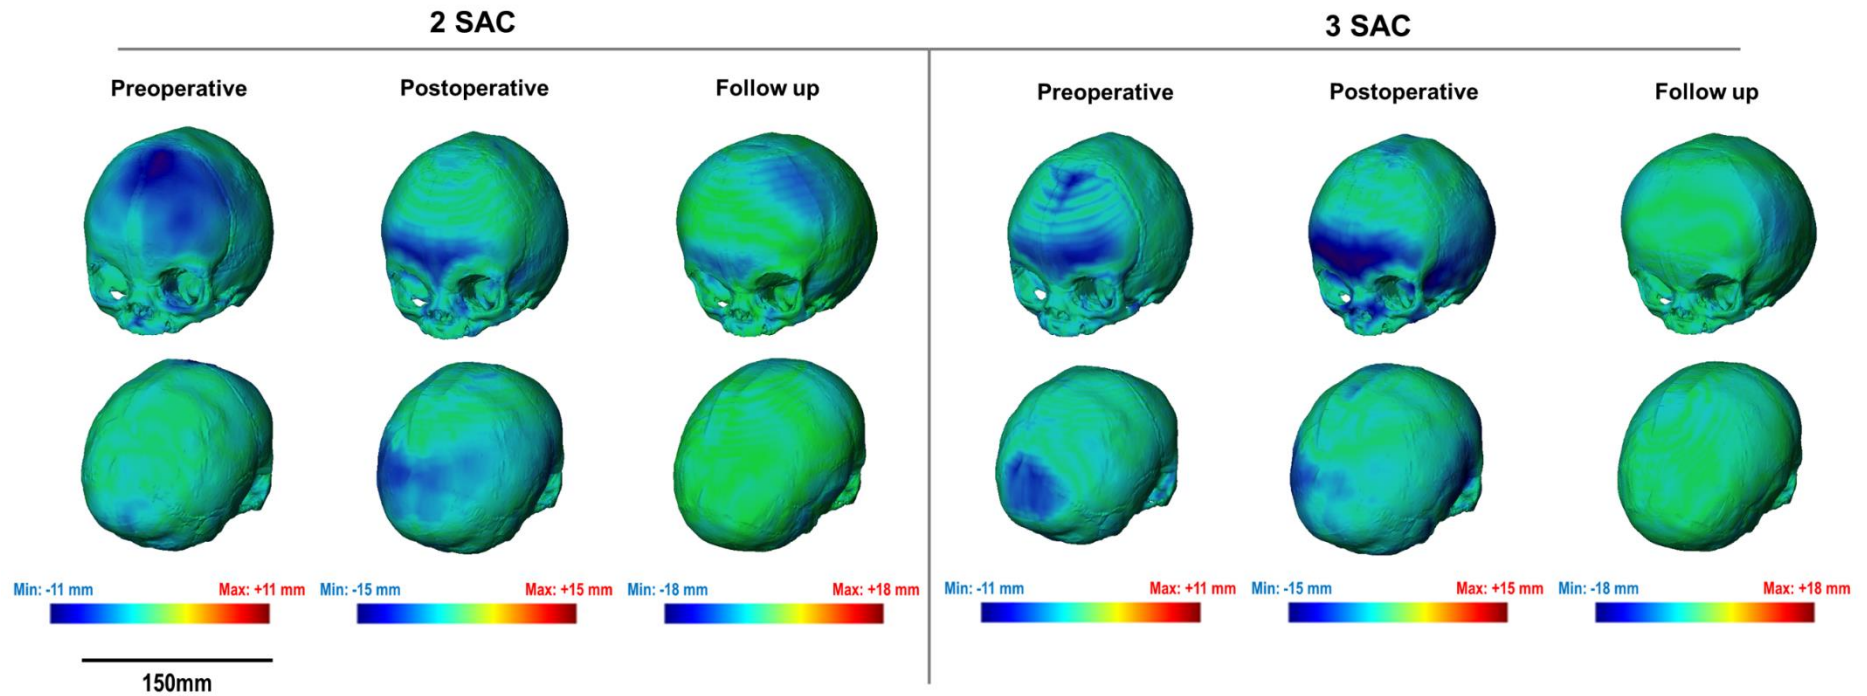 2 SAC
3 SAC
Preoperative
Postoperative
Follow up
Preoperative
Postoperative
Follow up
Min: -11 mm
Max: +11 mm
Min: -15 mm
Max: +15 mm
Min: -18 mm
Max: +18 mm
Min: -11 mm
Max: +11 mm
Min: -15 mm
Max: +15 mm
Min: -18 mm
Max: +18 mm
150mm